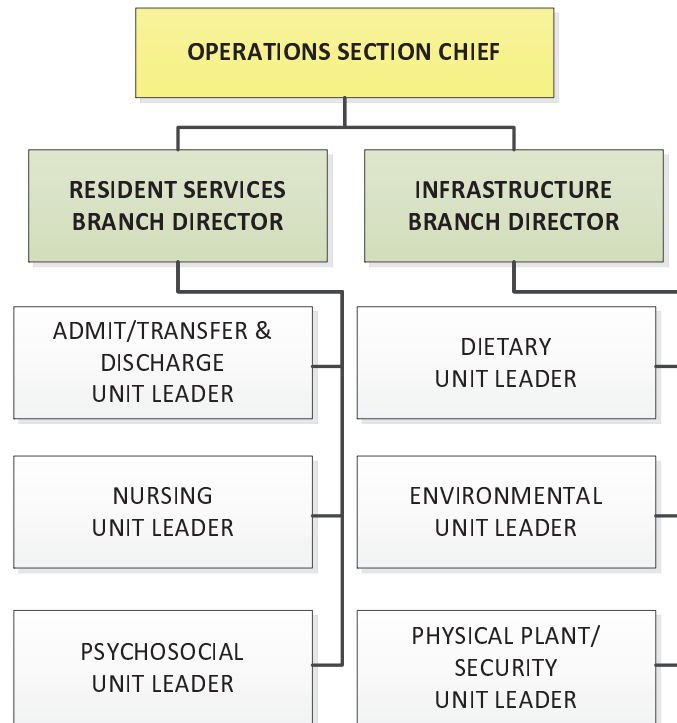 OPERATIONS SECTION CHIEF
RESIDENT SERVICES
BRANCH DIRECTOR
INFRASTRUCTURE
BRANCH DIRECTOR
ADMIT/TRANSFER &
DISCHARGE
UNIT LEADER
DIETARY
UNIT LEADER
NURSING
UNIT LEADER
ENVIRONMENTAL
UNIT LEADER
PSYCHOSOCIAL
UNIT LEADER
PHYSICAL PLANT/
SECURITY
UNIT LEADER